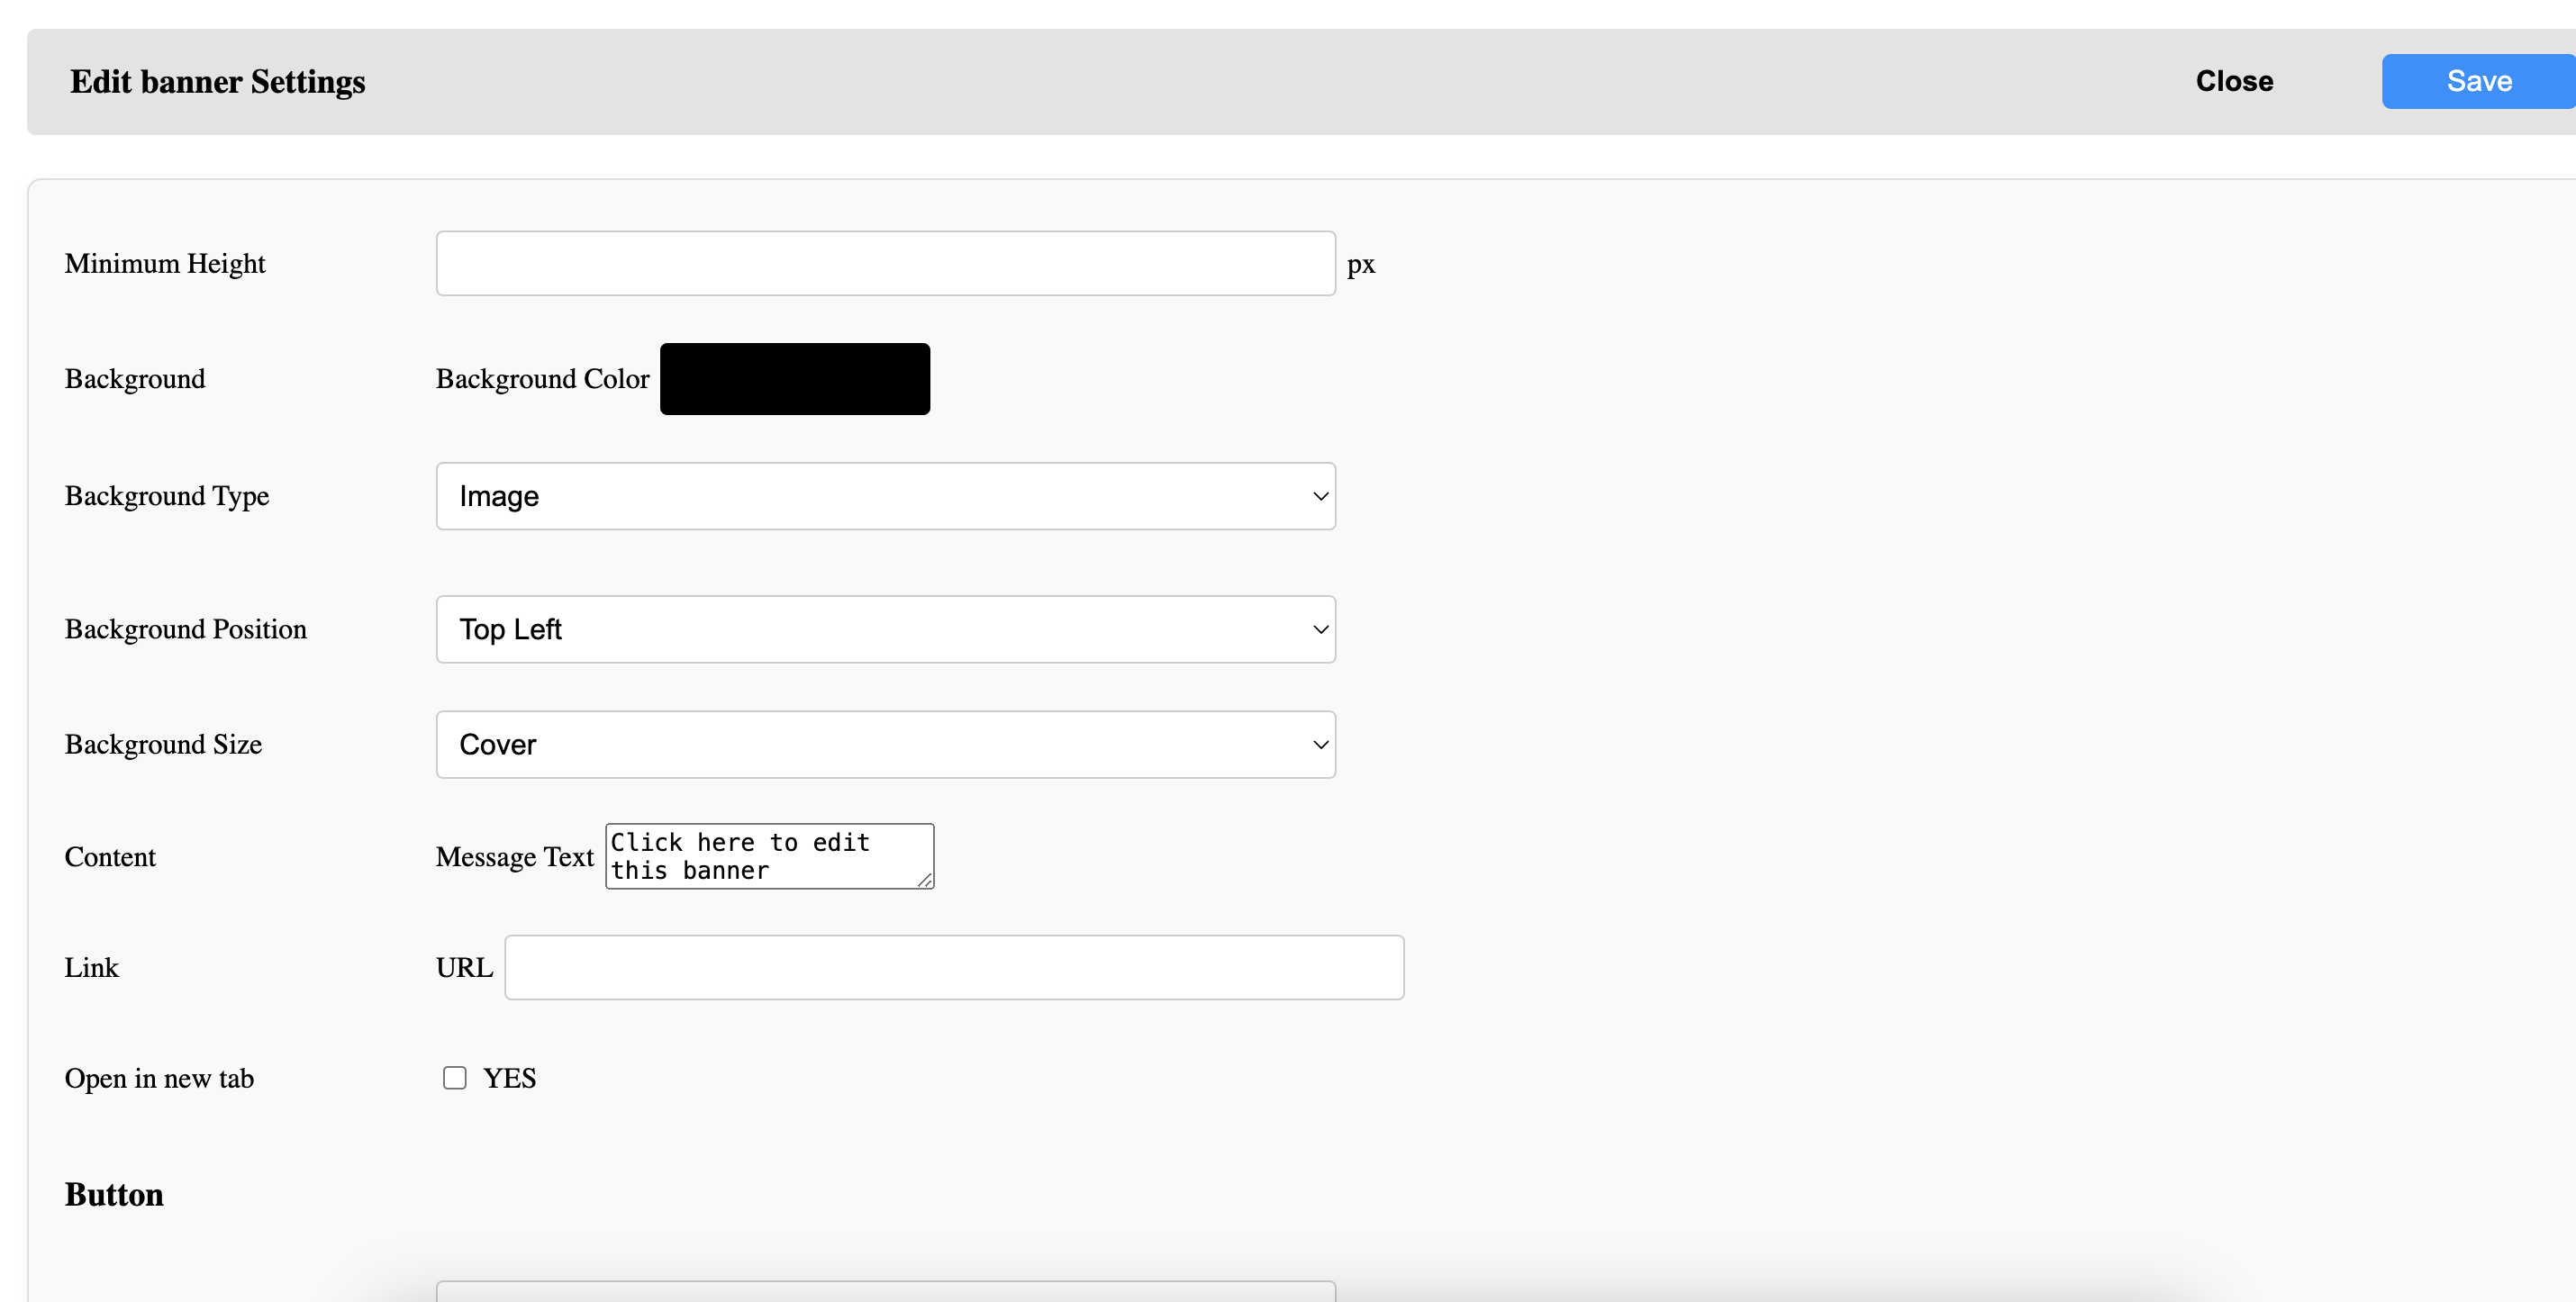 Edit banner Settings
Close
Save
Minimum Height
px
Background
Background Color
Background Type
Image
Background Position
Top Left
Background Size
Cover
Content
Message Text
Click here to edit
this banner
Link
URL
Open in new tab
YES
Button